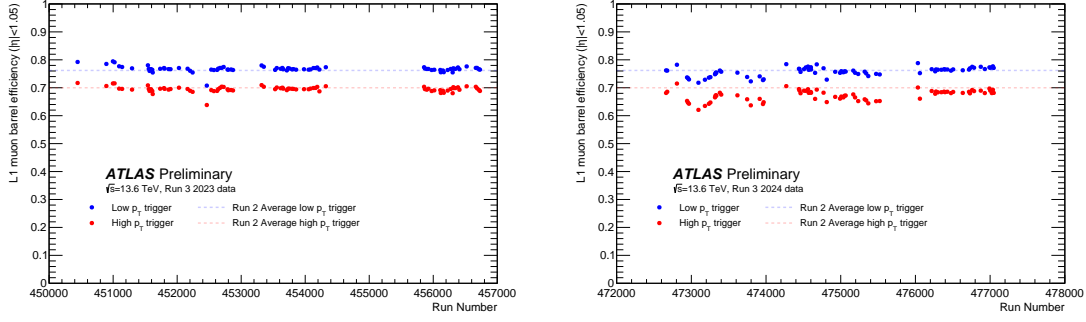 L1 muon barrel efficiency (|η|<1.05)
1
0.9
0.8
0.7
0.6
0.5
0.4
0.3
0.2
0.1
0
ATLAS Preliminary
√s=13.6 TeV, Run 3 2023 data
Low pT trigger
Run 2 Average low pT trigger
High pT trigger
Run 2 Average high pT trigger
450000 451000 452000 453000 454000 455000 456000 457000
Run Number
L1 muon barrel efficiency (|η|<1.05)
1
0.9
0.8
0.7
0.6
0.5
0.4
0.3
0.2
0.1
0
ATLAS Preliminary
√s=13.6 TeV, Run 3 2024 data
Low pT trigger
Run 2 Average low pT trigger
High pT trigger
Run 2 Average high pT trigger
472000 473000 474000 475000 476000 477000 478000
Run Number